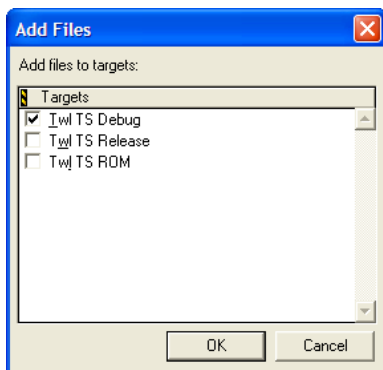 Add Files
Add files to targets:
Targets
Twl TS Debug
Twl TS Release
Twl TS ROM
OK
Cancel